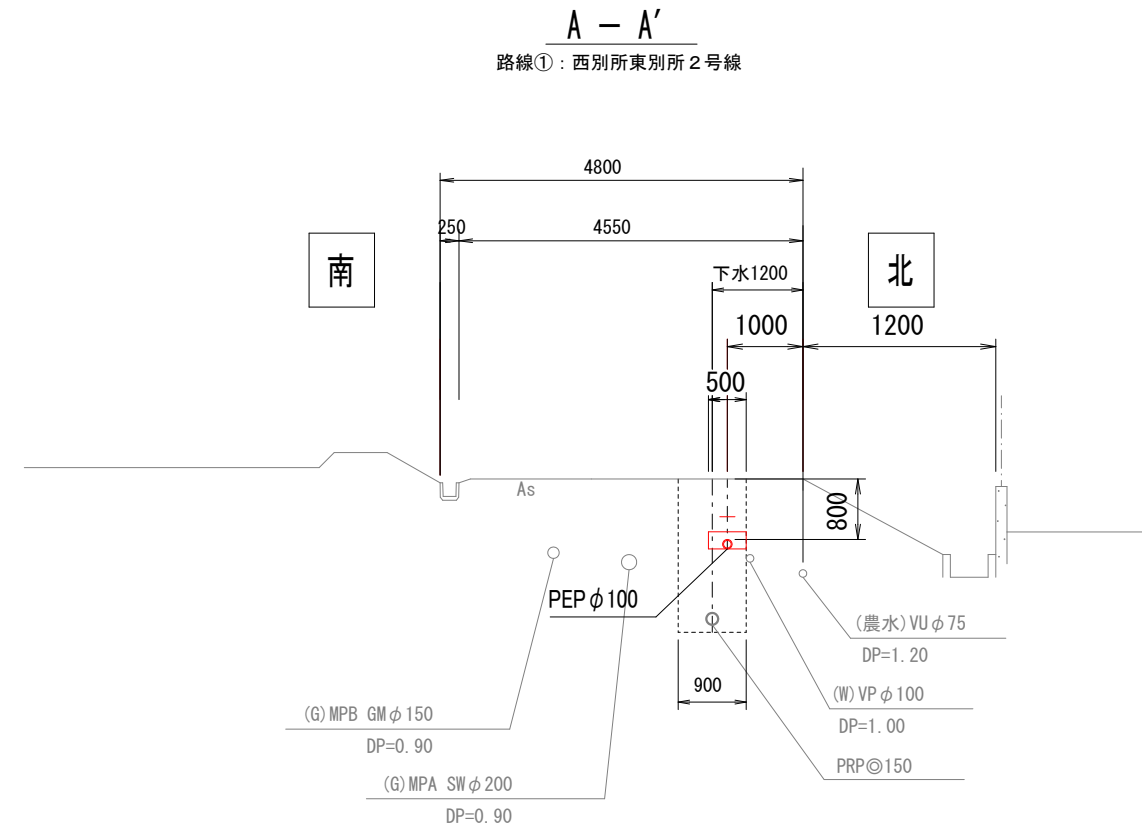 A − A′
路線①：西別所東別所２号線
4800
250
4550
南
北
下水1200
1000
1200
500
As
800
PEPφ100
(農水)VUφ75
DP=1.20
900
(W)VPφ100
DP=1.00
(G)MPB GMφ150
DP=0.90
PRP◎150
(G)MPA SWφ200
DP=0.90